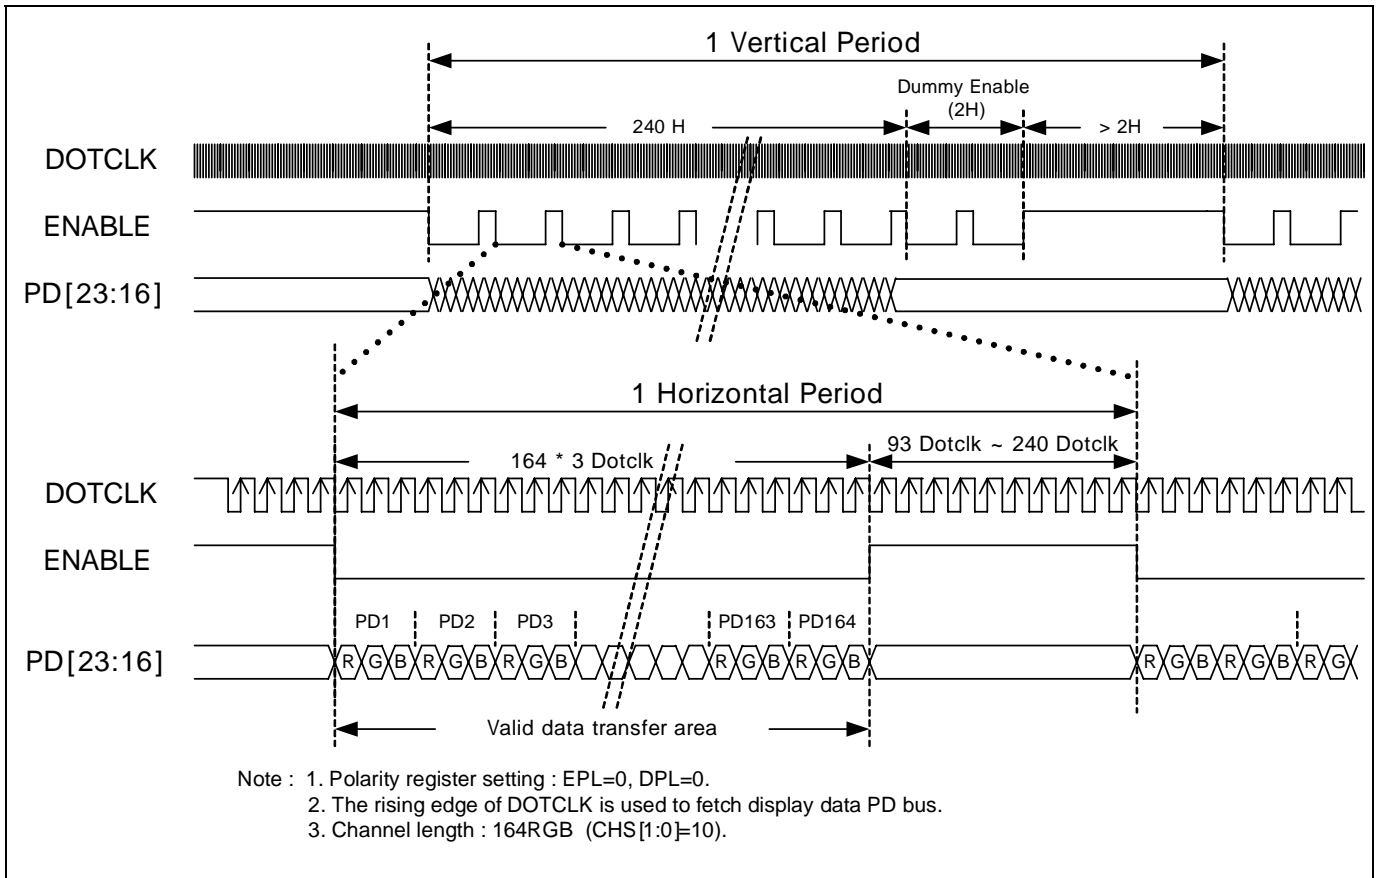 1 Vertical Period
Dummy Enable
(2H)
240 H
> 2H
DOTCLK
ENABLE
PD[23:16]
1 Horizontal Period
93 Dotclk ~ 240 Dotclk
164 * 3 Dotclk
DOTCLK
ENABLE
PD1 PD2 PD3 PD163 PD164
PD[23:16] R G B R G B R G B R G B R G B R G B R G B R G
Valid data transfer area
Note : 1. Polarity register setting : EPL=0, DPL=0.
2. The rising edge of DOTCLK is used to fetch display data PD bus.
3. Channel length : 164RGB (CHS[1:0]=10).